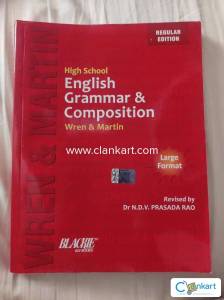 REGULAR
EDITION
High School
English
Grammar &
Composition
Wren & Martin
WREN & MARTIN
www.clankart.com
Large
Format
Revised by
Dr N.D.V. PRASADA RAO
BLACKIE
Clankart